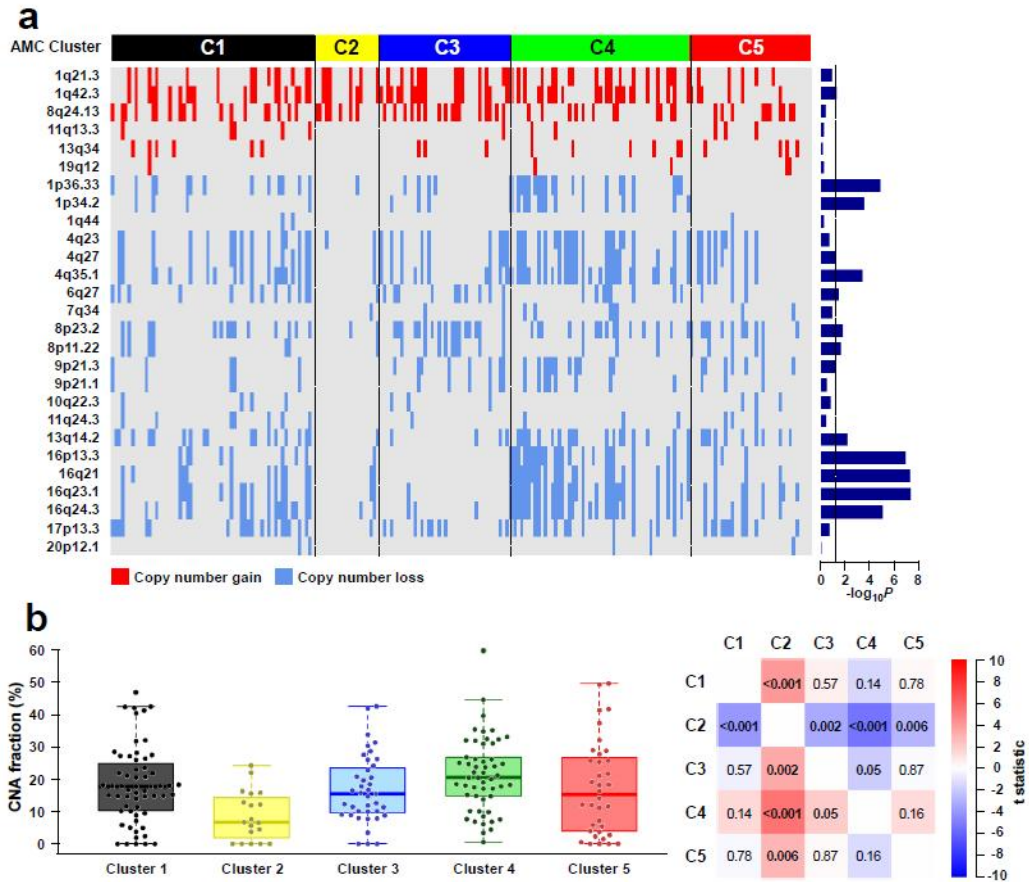 a
AMC Cluster C1 C2 C3 C4 C5
1q21.3
1q42.3
8q24.13
11q13.3
13q34
19q12
1p36.33
1p34.2
1q44
4q23
4q27
4q35.1
6q27
7q34
8p23.2
8p11.22
9p21.3
9p21.1
10q22.3
11q24.3
13q14.2
16p13.3
16q21
16q23.1
16q24.3
17p13.3
20p12.1
Copy number gain Copy number loss
0 2 4 6 8
-log10P
b
CNA fraction (%)
60
50
40
30
20
10
0
Cluster 1 Cluster 2 Cluster 3 Cluster 4 Cluster 5
C1 C2 C3 C4 C5
C1 <0.001 0.57 0.14 0.78
C2 <0.001 0.002 <0.001 0.006
C3 0.57 0.002 0.05 0.87
C4 0.14 <0.001 0.05 0.16
C5 0.78 0.006 0.87 0.16
10
8
6
4
2
0
-2
-4
-6
-8
-10
t statistic